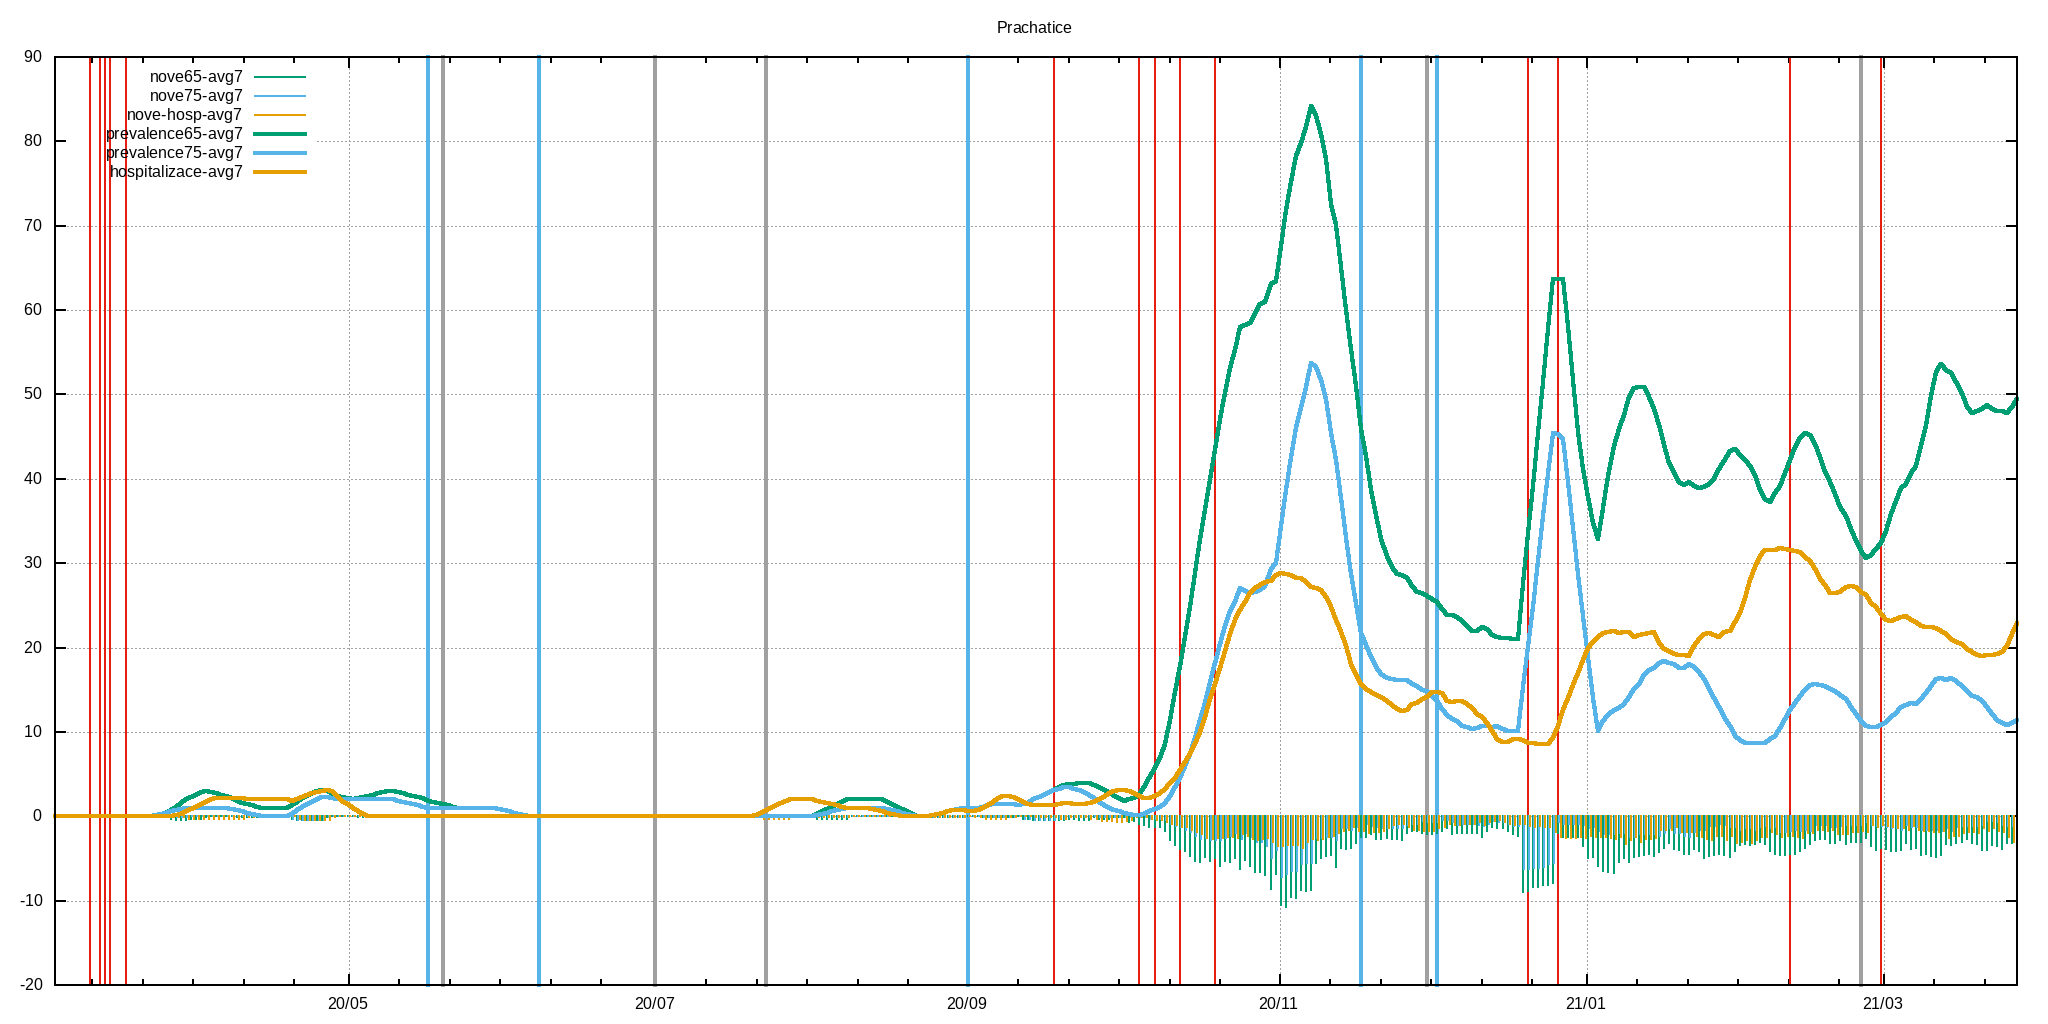 Prachatice
90
80
70
60
50
40
30
20
10
0
-10
-20
nove65-avg7
nove75-avg7
nove-hosp-avg7
prevalence65-avg7
prevalence75-avg7
hospitalizace-avg7
20/05 20/07 20/09 20/11 21/01 21/03